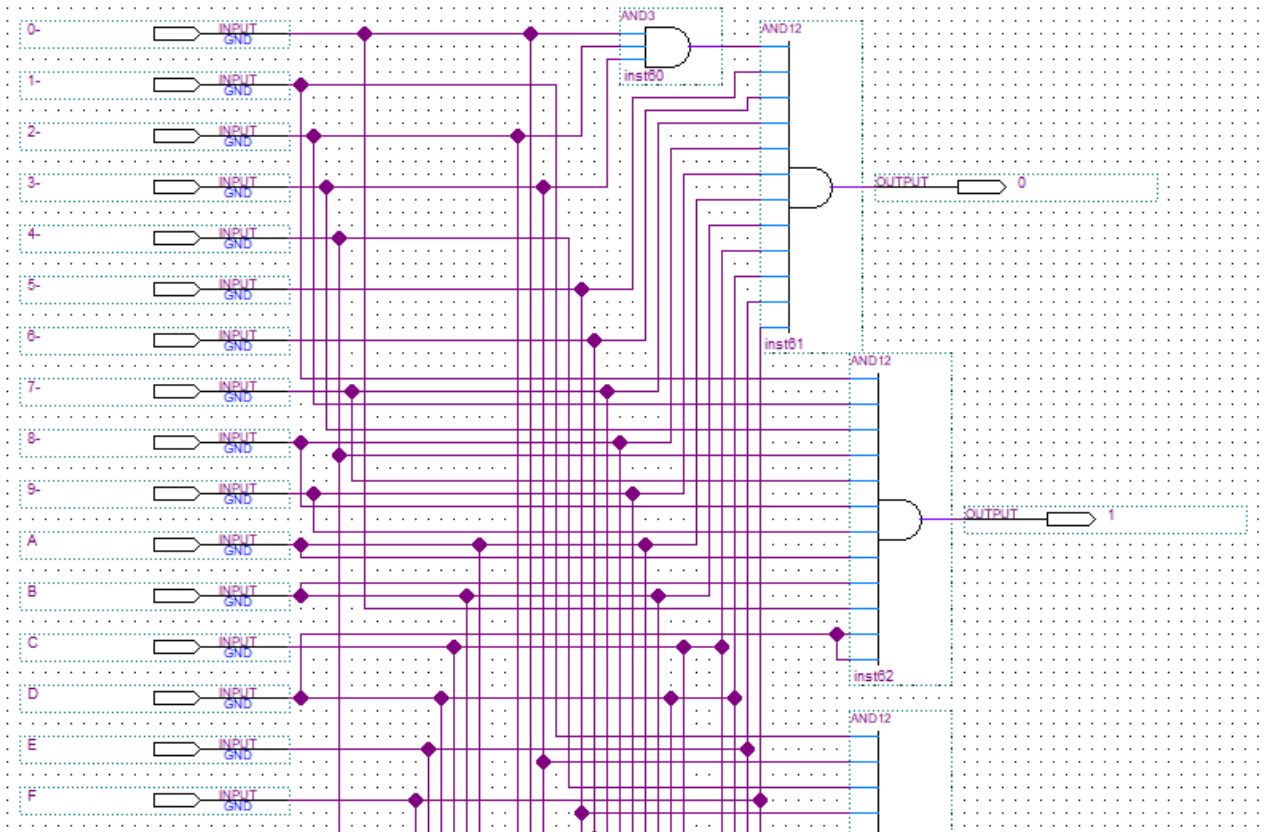 AND3
0-
INPUT
GND
AND12
inst60
1-
INPUT
GND
2-
INPUT
GND
3-
INPUT
GND
OUTPUT
0
4-
INPUT
GND
5-
INPUT
GND
6-
INPUT
GND
inst61
AND12
7-
INPUT
GND
8-
INPUT
GND
9-
INPUT
GND
OUTPUT
1
A
INPUT
GND
B
INPUT
GND
C
INPUT
GND
inst62
D
INPUT
GND
AND12
E
INPUT
GND
F
INPUT
GND